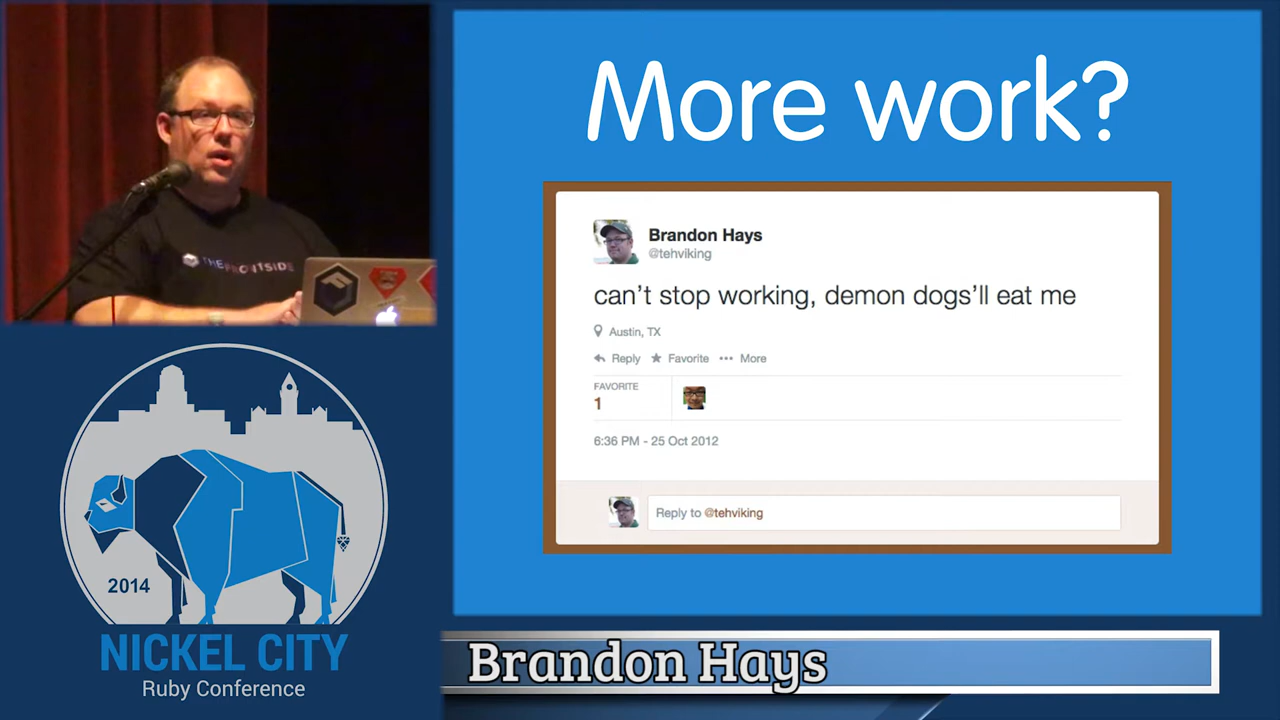 More work?
THEFRONTSIDE
Brandon Hays
@tehviking
can't stop working, demon dogs'll eat me
Austin, TX
Reply Favorite ••• More
FAVORITE
1
6:36 PM - 25 Oct 2012
Reply to @tehviking
2014
NICKEL CITY
Ruby Conference
Brandon Hays